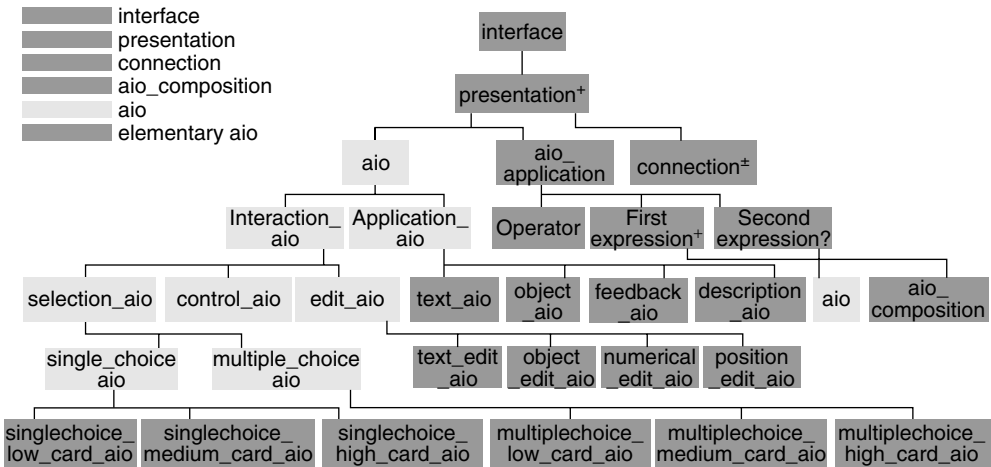 interface
presentation
connection
aio_composition
aio
elementary aio
interface
presentation+
aio
aio_
application
connection±
Interaction_
aio
Application_
aio
Operator
First
expression+
Second
expression?
selection_aio
control_aio
edit_aio
text_aio
object
_aio
feedback
_aio
description
_aio
aio
aio_
composition
single_choice
aio
multiple_choice
aio
text_edit
_aio
object
_edit_aio
numerical
_edit_aio
position
_edit_aio
singlechoice_
low_card_aio
singlechoice_
medium_card_aio
singlechoice_
high_card_aio
multiplechoice_
low_card_aio
multiplechoice_
medium_card_aio
multiplechoice_
high_card_aio